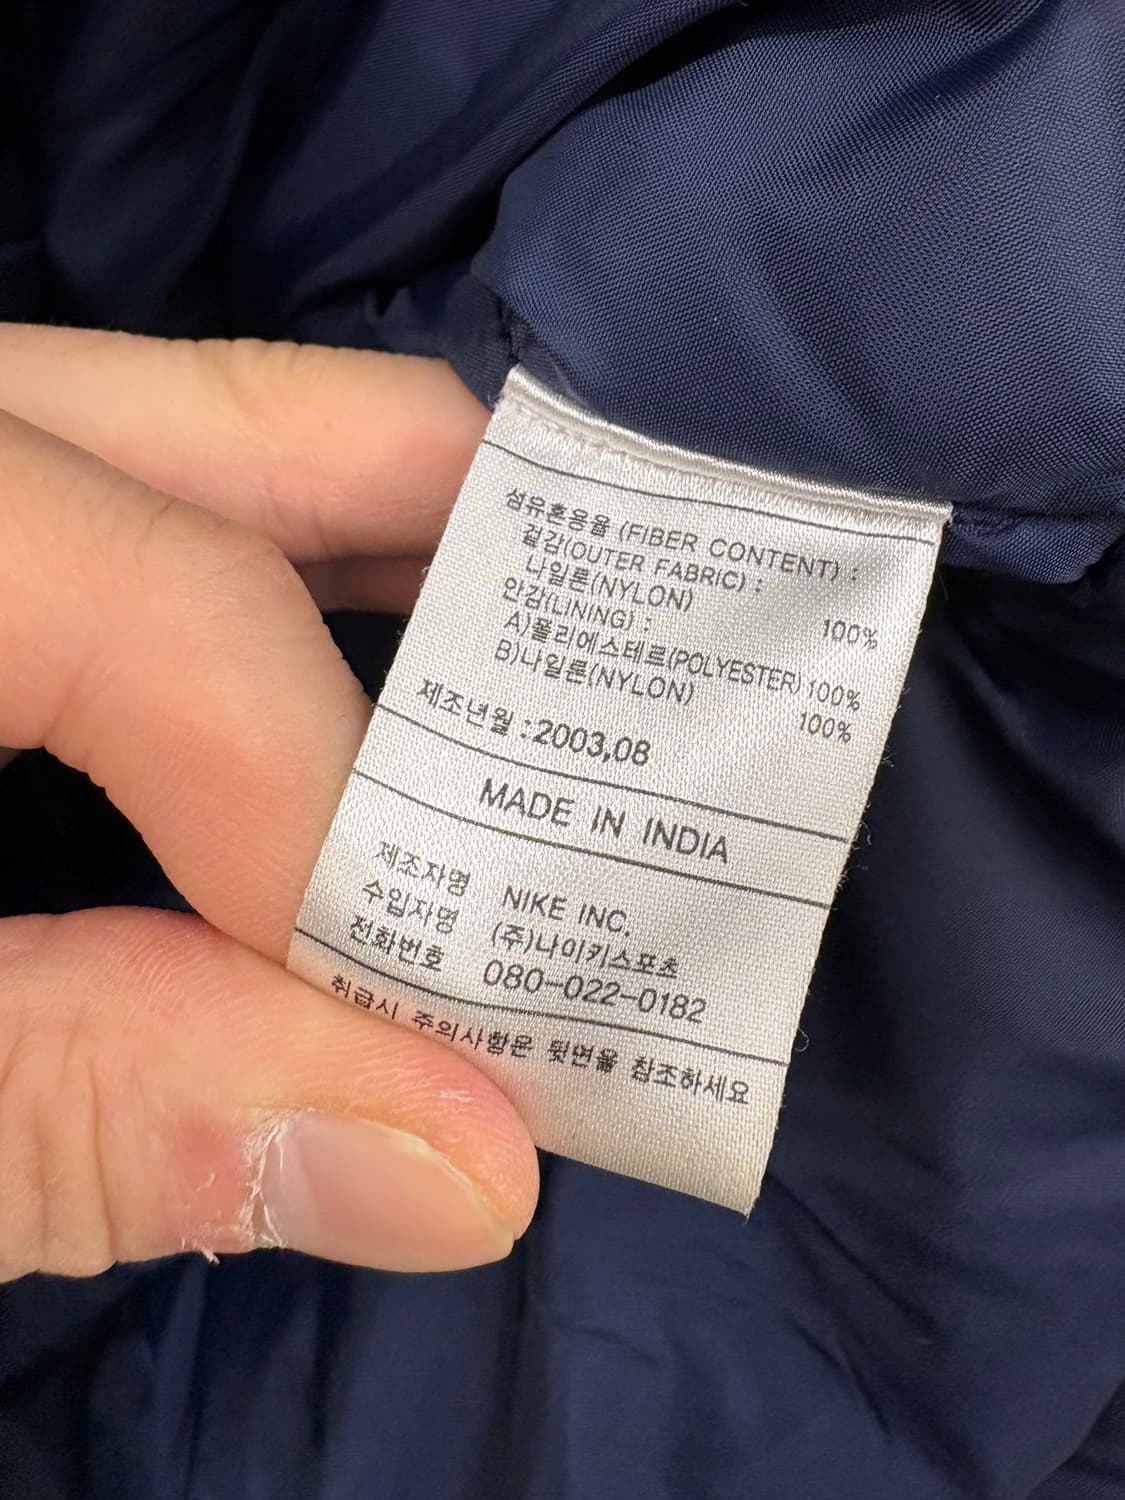 섬유혼용율 (FIBER CONTENT) :
겉감(OUTER FABRIC) :
나일론(NYLON) 100%
안감(LINING) :
A)폴리에스테르(POLYESTER) 100%
B)나일론(NYLON) 100%
제조년월 :2003,08
MADE IN INDIA
제조자명 NIKE INC.
수입자명 (주)나이키스포츠
전화번호 080-022-0182
취급시 주의사항은 뒷면을 참조하세요